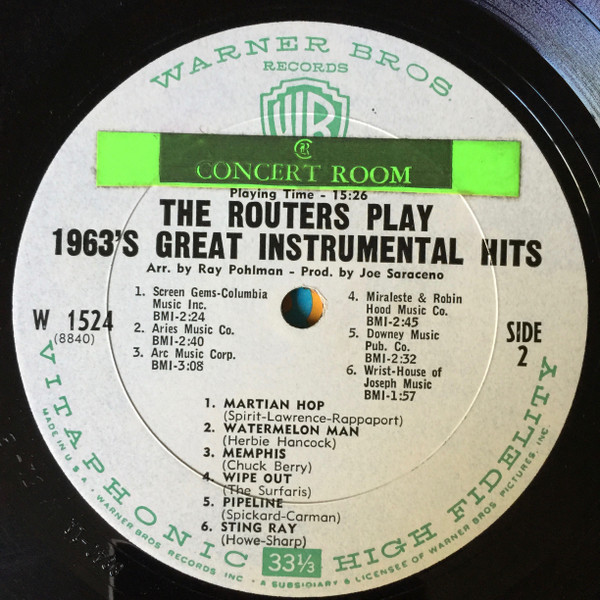 WARNER BROS.
RECORDS
WB
CONCERT ROOM
Playing Time - 15:26
THE ROUTERS PLAY
1963'S GREAT INSTRUMENTAL HITS
Arr. by Ray Pohlman - Prod. by Joe Saraceno
W 1524
(8840)
1. Screen Gems-Columbia
Music Inc.
BMI-2:24
2. Aries Music Co.
BMI-2:40
3. Arc Music Corp.
BMI-3:08
4. Miraleste & Robin
Hood Music Co.
BMI-2:45
5. Downey Music
Pub. Co.
BMI-2:32
6. Wrist-House of
Joseph Music
BMI-1:57
SIDE
2
1. MARTIAN HOP
(Spirit-Lawrence-Rappaport)
2. WATERMELON MAN
(Herbie Hancock)
3. MEMPHIS
(Chuck Berry)
4. WIPE OUT
(The Surfaris)
5. PIPELINE
(Spickard-Carman)
6. STING RAY
(Howe-Sharp)
VITAPHONIC HIGH FIDELITY
33⅓
MADE IN U.S.A. • WARNER BROS. RECORDS INC. • A SUBSIDIARY & LICENSEE OF WARNER BROS. PICTURES, INC.